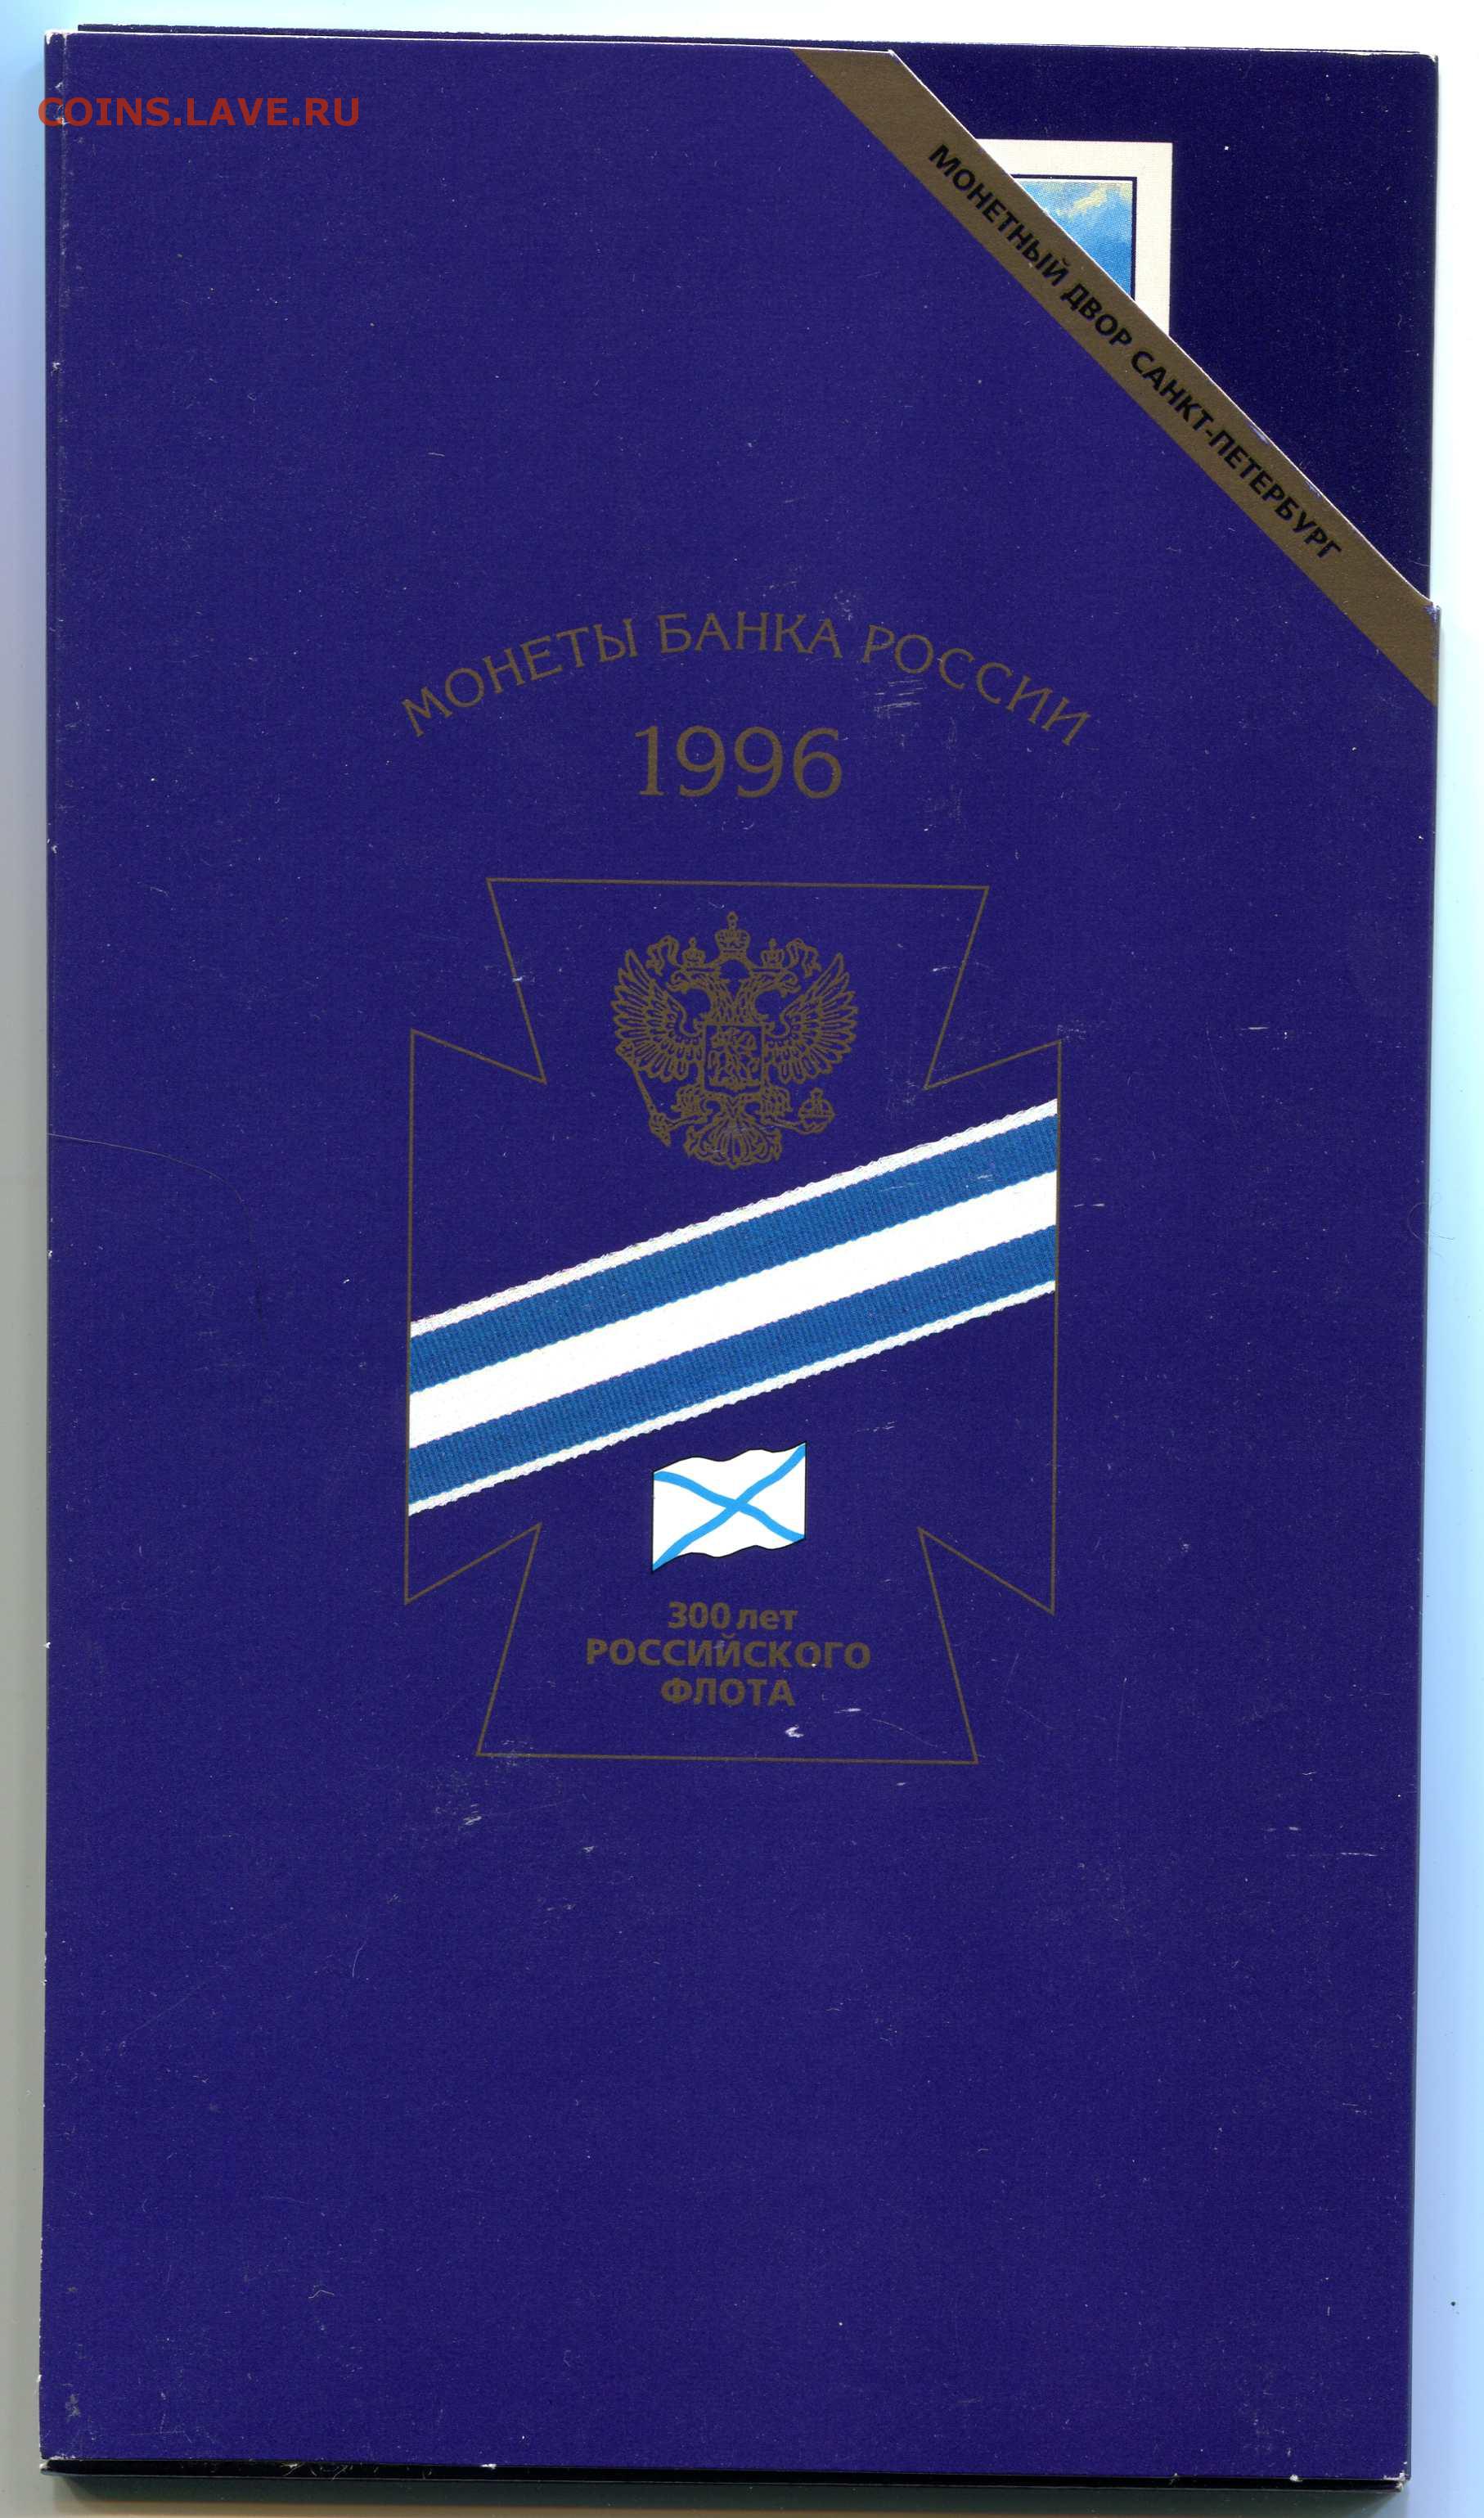 COINS.LAVE.RU
МОНЕТНЫЙ ДВОР САНКТ-ПЕТЕРБУРГ
МОНЕТЫ БАНКА РОССИИ
1996
300 лет
РОССИЙСКОГО
ФЛОТА